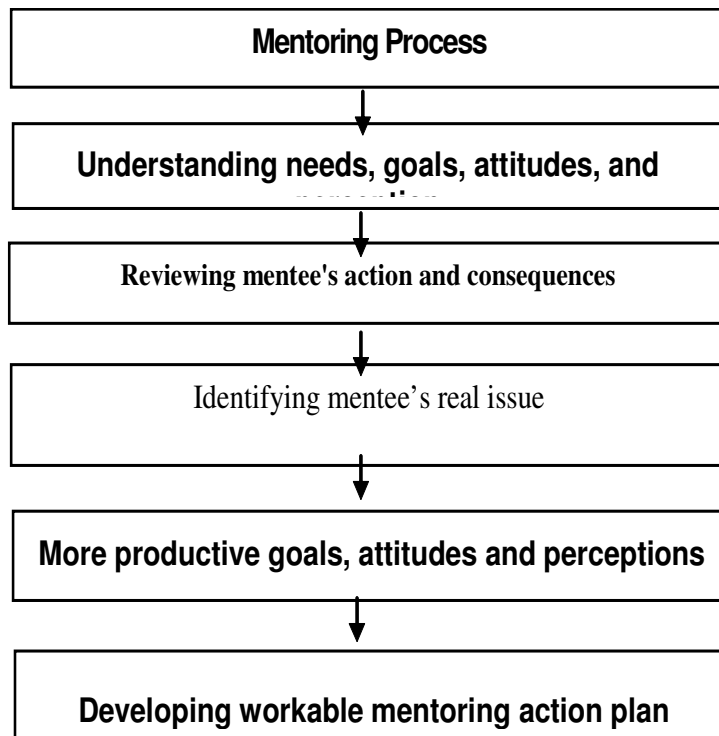 Mentoring Process
Understanding needs, goals, attitudes, and
Reviewing mentee's action and consequences
Identifying mentee’s real issue
More productive goals, attitudes and perceptions
Developing workable mentoring action plan